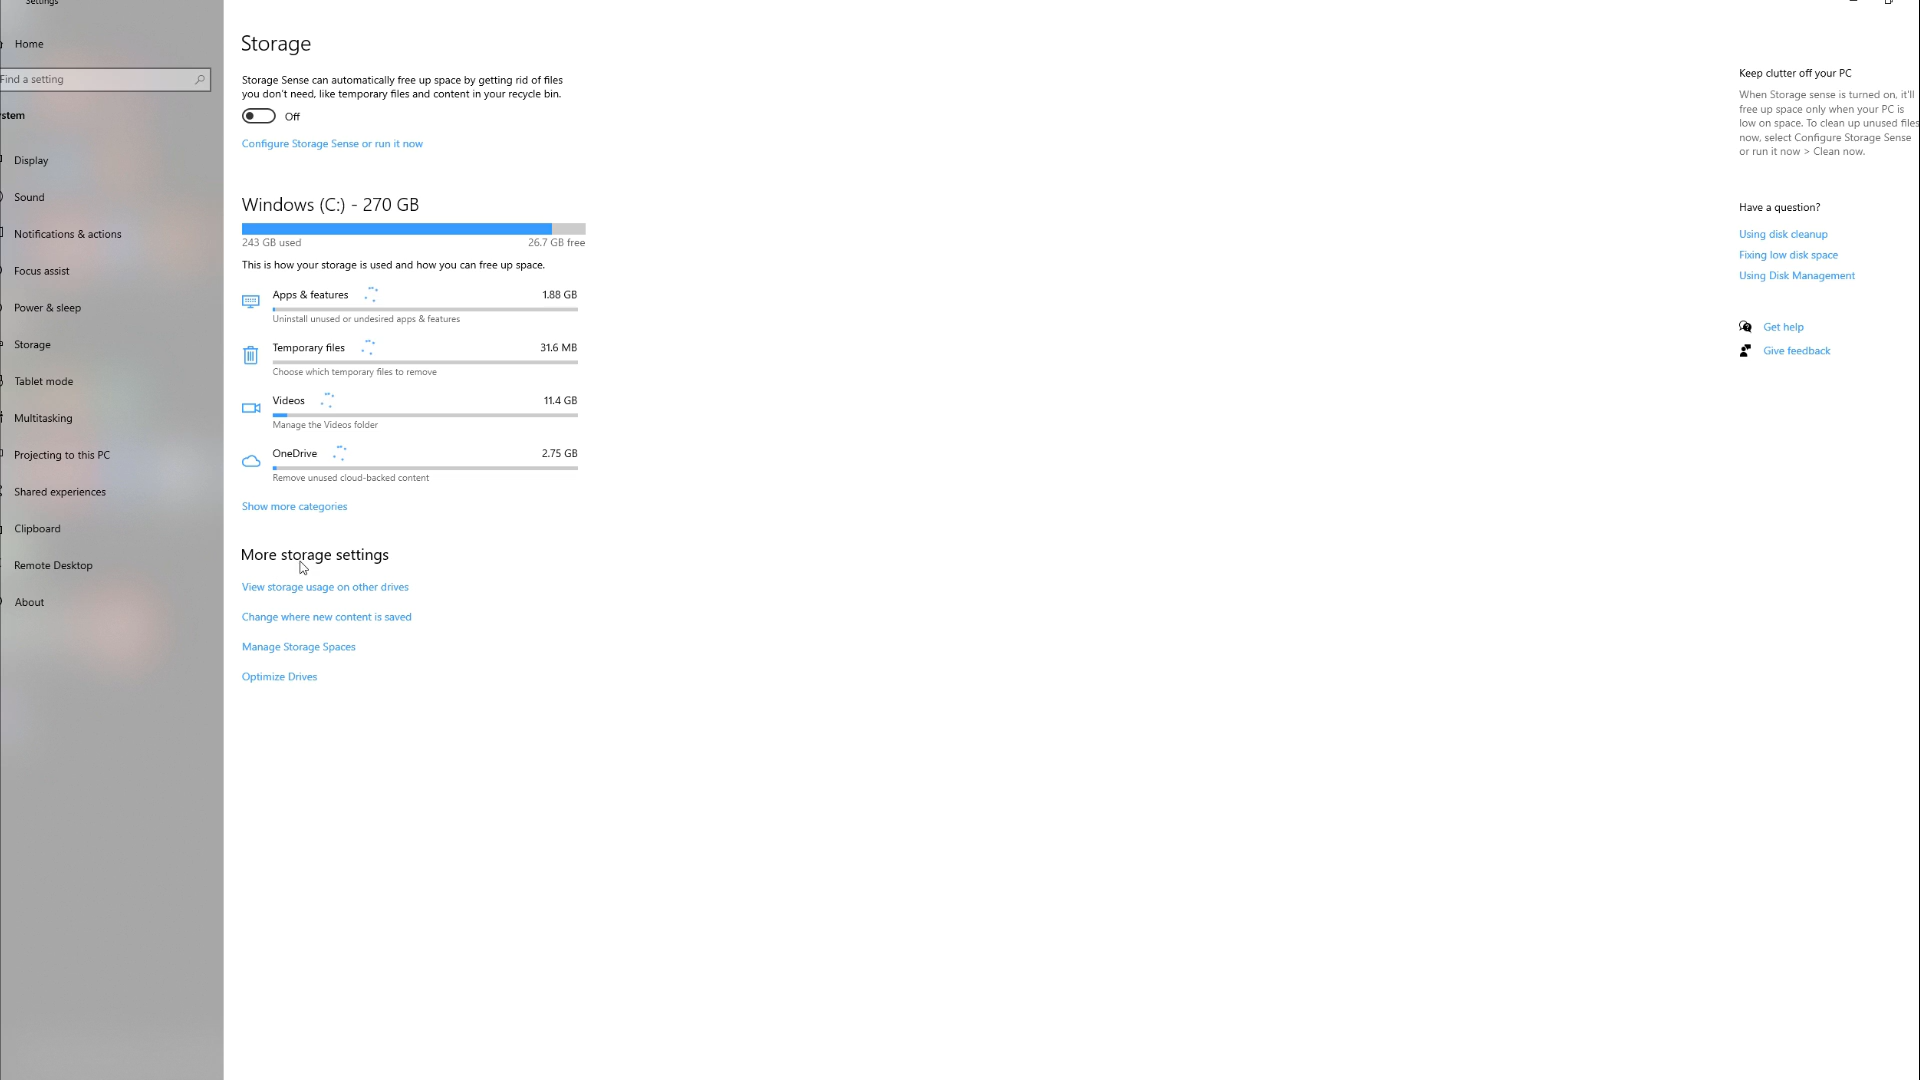 Settings
Home
Find a setting
stem
Display
Sound
Notifications & actions
Focus assist
Power & sleep
Storage
Tablet mode
Multitasking
Projecting to this PC
Shared experiences
Clipboard
Remote Desktop
About
Storage
Storage Sense can automatically free up space by getting rid of files
you don't need, like temporary files and content in your recycle bin.
Off
Configure Storage Sense or run it now
Windows (C:) - 270 GB
243 GB used 26.7 GB free
This is how your storage is used and how you can free up space.
Apps & features 1.88 GB
Uninstall unused or undesired apps & features
Temporary files 31.6 MB
Choose which temporary files to remove
Videos 11.4 GB
Manage the Videos folder
OneDrive 2.75 GB
Remove unused cloud-backed content
Show more categories
More storage settings
View storage usage on other drives
Change where new content is saved
Manage Storage Spaces
Optimize Drives
Keep clutter off your PC
When Storage sense is turned on, it'll
free up space only when your PC is
low on space. To clean up unused files
now, select Configure Storage Sense
or run it now > Clean now.
Have a question?
Using disk cleanup
Fixing low disk space
Using Disk Management
Get help
Give feedback